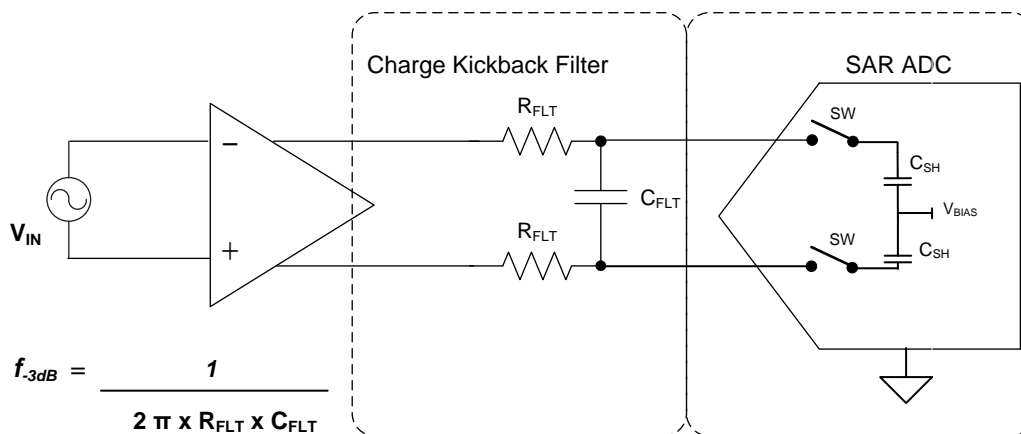 Charge Kickback Filter
SAR ADC
R_FLT
SW
C_SH
−
C_FLT
V_BIAS
V_IN
+
R_FLT
SW
C_SH
f_-3dB = 1
2 π x R_FLT x C_FLT